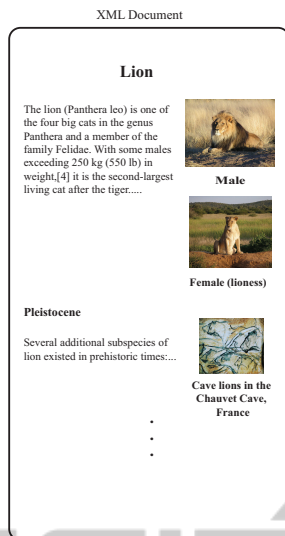 XML Document
Lion
The lion (Panthera leo) is one of
the four big cats in the genus
Panthera and a member of the
family Felidae. With some males
exceeding 250 kg (550 lb) in
weight,[4] it is the second-largest
living cat after the tiger.....
Male
Female (lioness)
Pleistocene
Several additional subspecies of
lion existed in prehistoric times:...
Cave lions in the
Chauvet Cave,
France